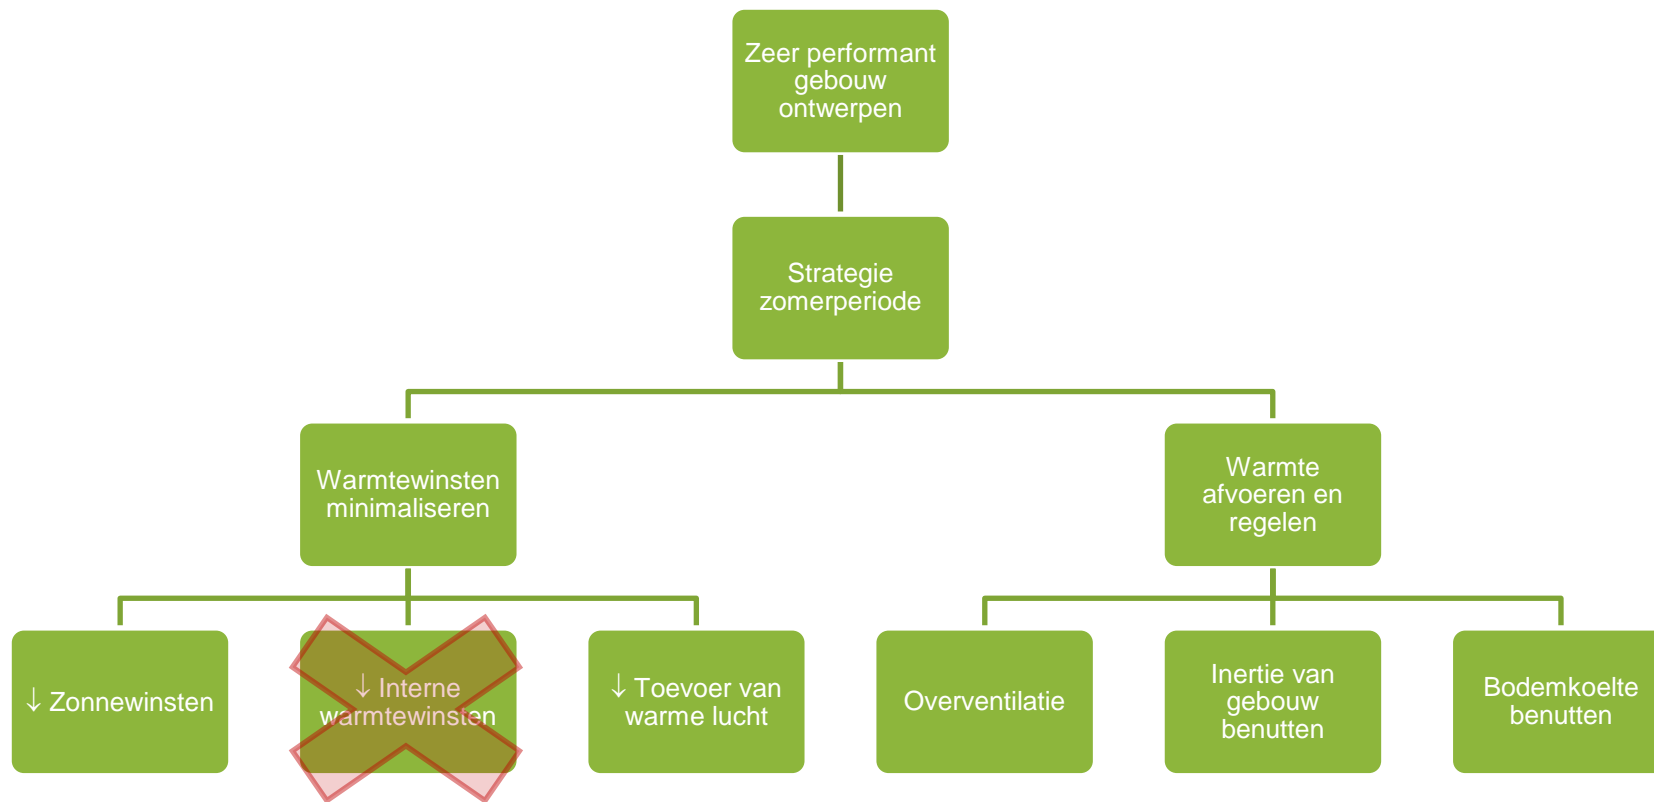 Zeer performant
gebouw
ontwerpen
Strategie
zomerperiode
Warmtewinsten
minimaliseren
Warmte
afvoeren en
regelen
↓ Zonnewinsten
↓ Interne
warmtewinsten
↓ Toevoer van
warme lucht
Overventilatie
Inertie van
gebouw
benutten
Bodemkoelte
benutten